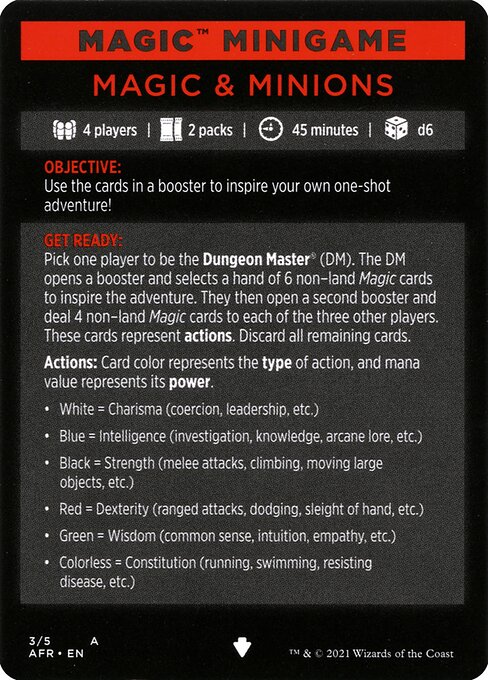 MAGIC™ MINIGAME
MAGIC & MINIONS
4 players | 2 packs | 45 minutes | d6
OBJECTIVE:
Use the cards in a booster to inspire your own one-shot
adventure!
GET READY:
Pick one player to be the Dungeon Master® (DM). The DM
opens a booster and selects a hand of 6 non–land Magic cards
to inspire the adventure. They then open a second booster and
deal 4 non–land Magic cards to each of the three other players.
These cards represent actions. Discard all remaining cards.
Actions: Card color represents the type of action, and mana
value represents its power.
• White = Charisma (coercion, leadership, etc.)
• Blue = Intelligence (investigation, knowledge, arcane lore, etc.)
• Black = Strength (melee attacks, climbing, moving large
objects, etc.)
• Red = Dexterity (ranged attacks, dodging, sleight of hand, etc.)
• Green = Wisdom (common sense, intuition, empathy, etc.)
• Colorless = Constitution (running, swimming, resisting
disease, etc.)
3/5 A
AFR • EN
™ & © 2021 Wizards of the Coast